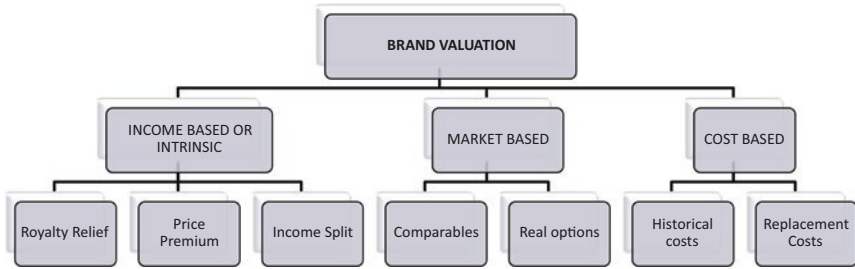 BRAND VALUATION
INCOME BASED OR
INTRINSIC
MARKET BASED
COST BASED
Royalty Relief
Price
Premium
Income Split
Comparables
Real options
Historical
costs
Replacement
Costs